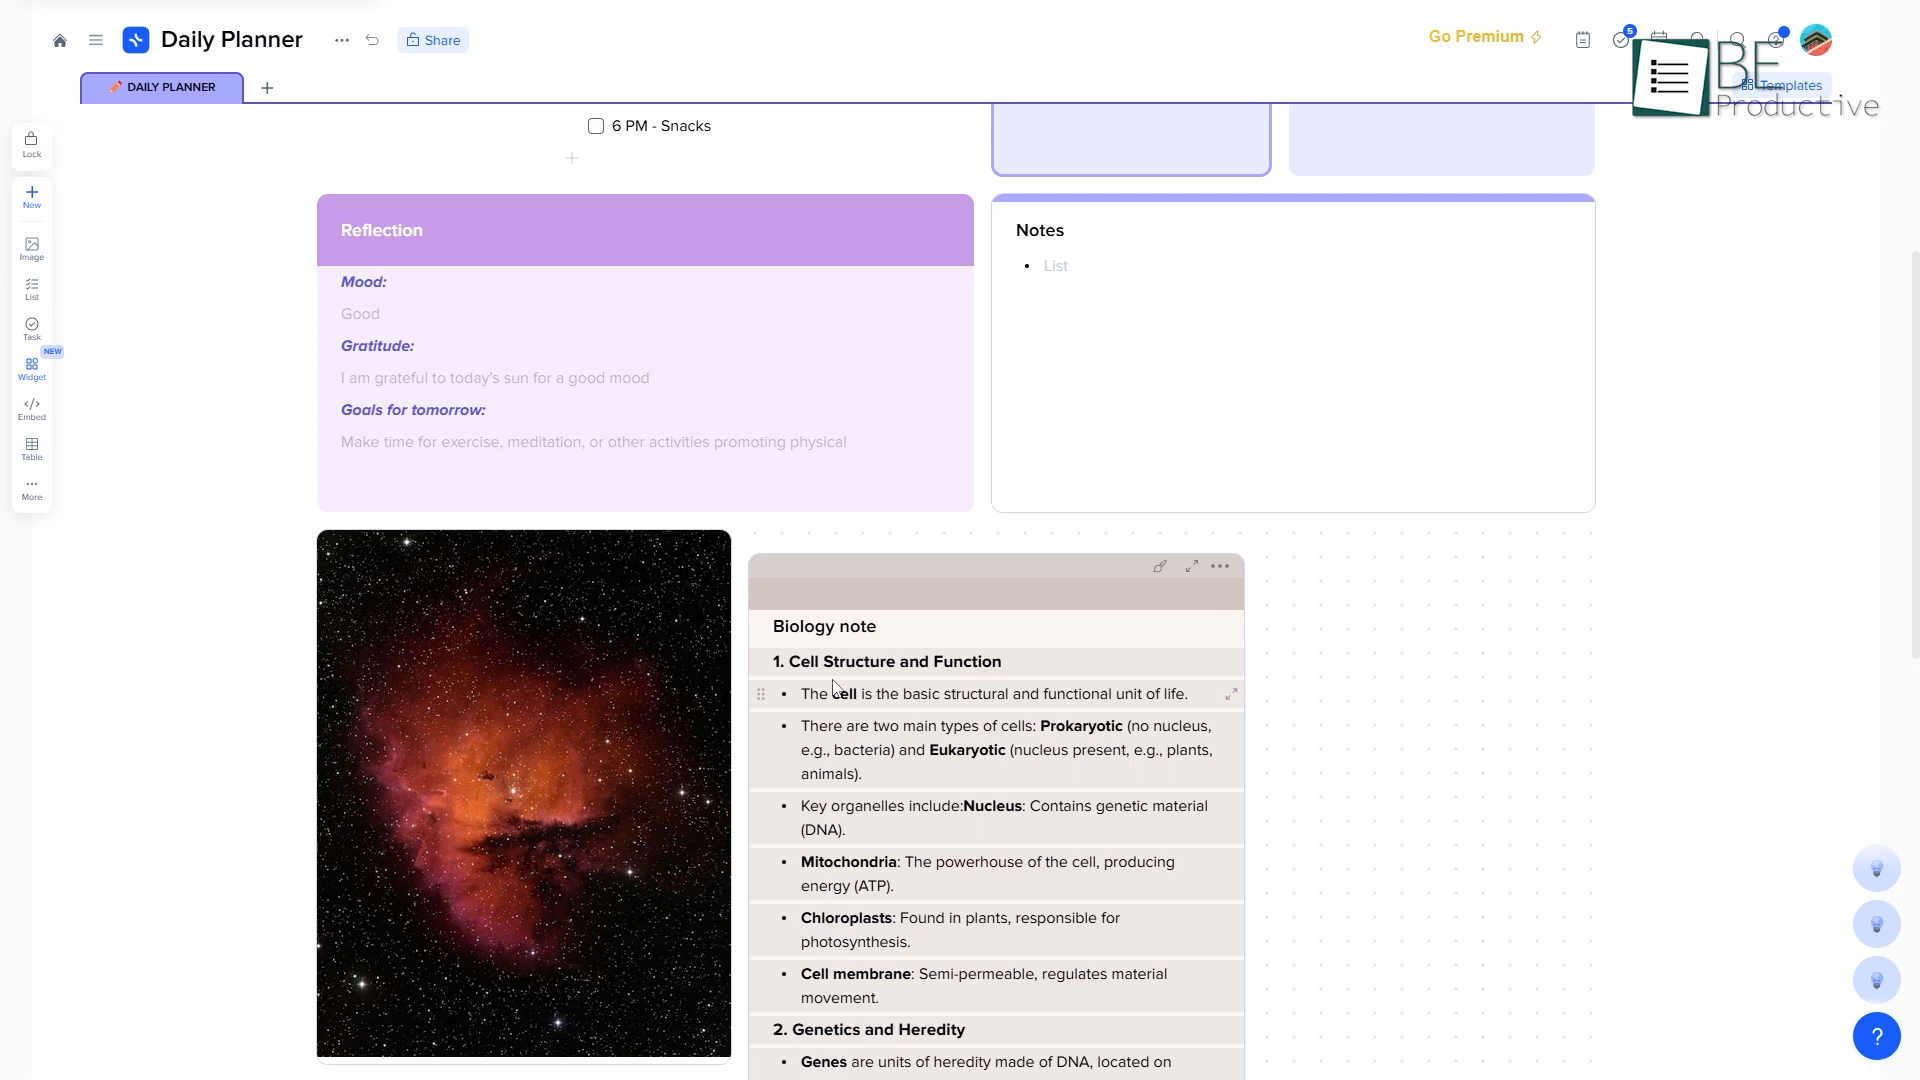 Daily Planner
Share
Go Premium
5
BE
Productive
DAILY PLANNER
Templates
Lock
New
Image
List
Task
NEW
Widget
Embed
Table
More
6 PM - Snacks
Reflection
Mood:
Good
Gratitude:
I am grateful to today's sun for a good mood
Goals for tomorrow:
Make time for exercise, meditation, or other activities promoting physical
Notes
• List
Biology note
1. Cell Structure and Function
• The cell is the basic structural and functional unit of life.
• There are two main types of cells: Prokaryotic (no nucleus,
e.g., bacteria) and Eukaryotic (nucleus present, e.g., plants,
animals).
• Key organelles include:Nucleus: Contains genetic material
(DNA).
• Mitochondria: The powerhouse of the cell, producing
energy (ATP).
• Chloroplasts: Found in plants, responsible for
photosynthesis.
• Cell membrane: Semi-permeable, regulates material
movement.
2. Genetics and Heredity
• Genes are units of heredity made of DNA, located on
?